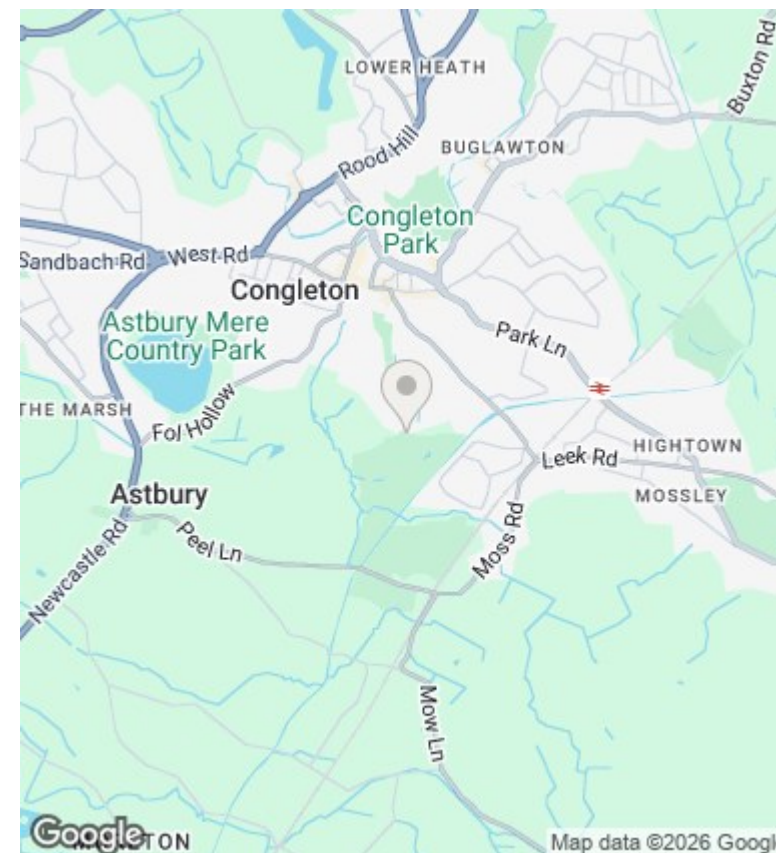 LOWER HEATH
Buxton Rd
Rood Hill
BUGLAWTON
Congleton
Park
Sandbach Rd
West Rd
Congleton
Astbury Mere
Country Park
Park Ln
THE MARSH
Fol Hollow
HIGHTOWN
Leek Rd
MOSSLEY
Astbury
Peel Ln
Moss Rd
Newcastle Rd
Mow Ln
Google
TON
Map data ©2026 Googl